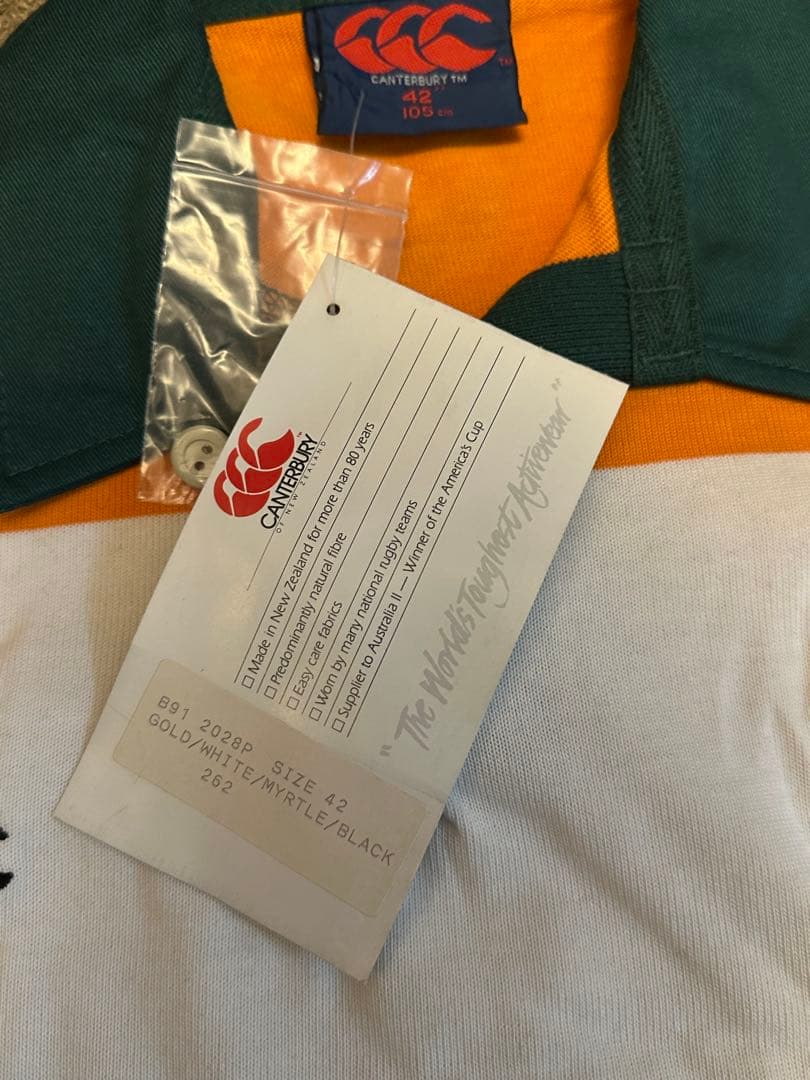 TM
CANTERBURY TM
42"
105 cm
CANTERBURY TM
OF NEW ZEALAND
Made in New Zealand for more than 80 years
Predominantly natural fibre
Easy care fabrics
Worn by many national rugby teams
Supplier to Australia II — Winner of the America's Cup
"The World's Toughest Activewear"
B91 2028P SIZE 42
GOLD/WHITE/MYRTLE/BLACK
262